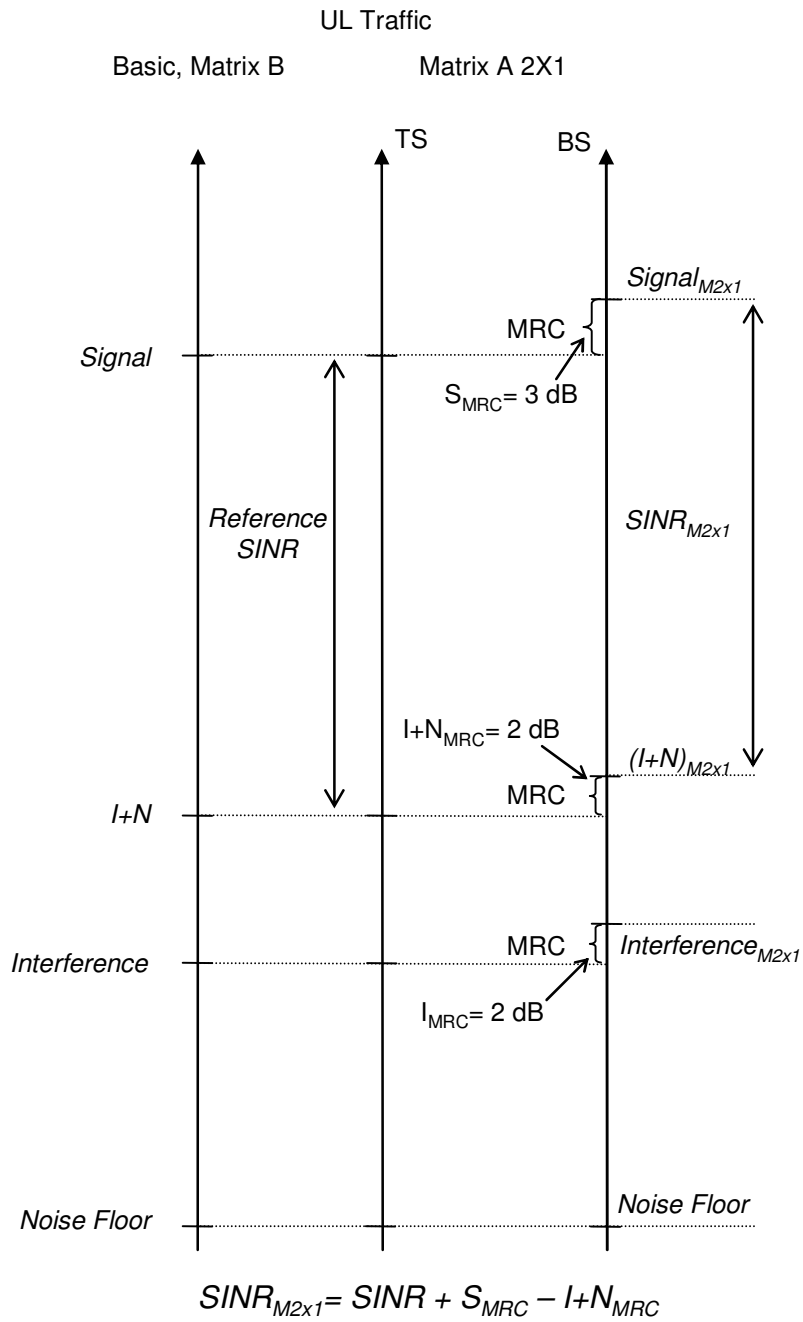 UL Traffic
Basic, Matrix B
Matrix A 2X1
TS
BS
Signal_M2x1
MRC
Signal
S_MRC= 3 dB
Reference
SINR
SINR_M2x1
I+N_MRC= 2 dB
(I+N)_M2x1
MRC
I+N
MRC
Interference_M2x1
Interference
I_MRC= 2 dB
Noise Floor
Noise Floor
SINR_M2x1= SINR + S_MRC – I+N_MRC